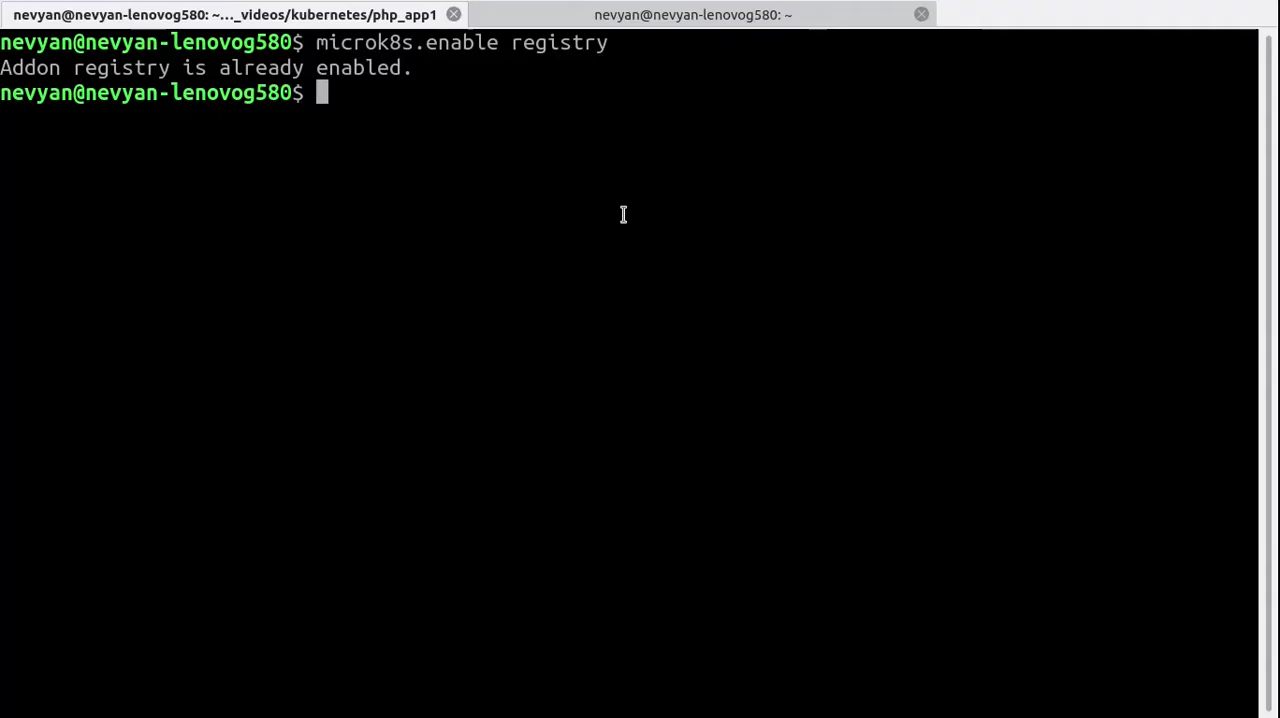 nevyan@nevyan-lenovog580: ~…_videos/kubernetes/php_app1
nevyan@nevyan-lenovog580: ~
nevyan@nevyan-lenovog580$ microk8s.enable registry
Addon registry is already enabled.
nevyan@nevyan-lenovog580$